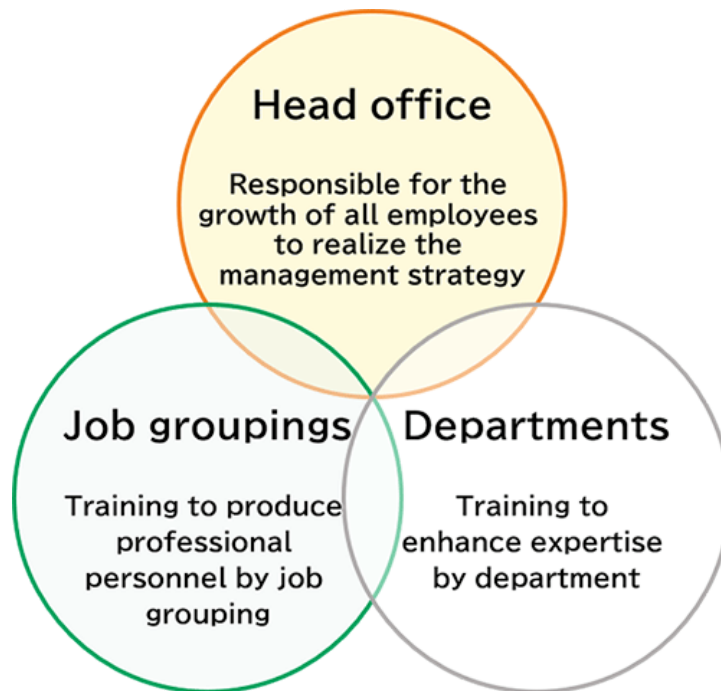 Head office
Responsible for the
growth of all employees
to realize the
management strategy
Job groupings
Training to produce
professional
personnel by job
grouping
Departments
Training to
enhance expertise
by department